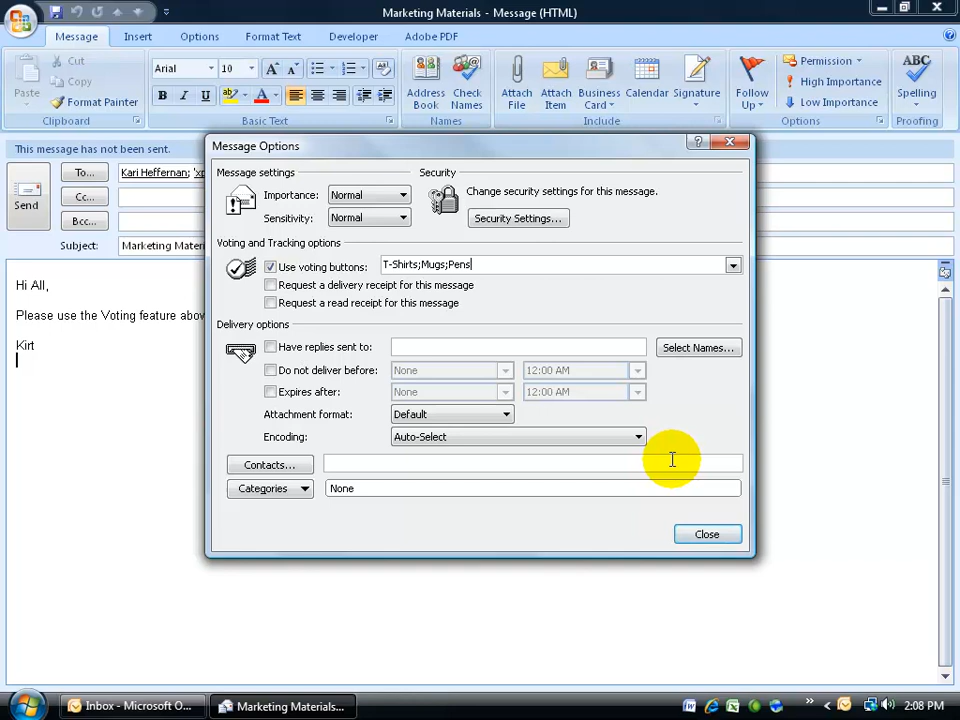 Marketing Materials - Message (HTML)
Message Insert Options Format Text Developer Adobe PDF
Paste
Cut
Copy
Format Painter
Clipboard
Arial 10
B I U
Basic Text
Address Book
Check Names
Names
Attach File
Attach Item
Business Card
Calendar
Signature
Include
Follow Up
Permission
High Importance
Low Importance
Options
ABC
Spelling
Proofing
This message has not been sent.
Send
To... Kari Heffernan; 'xp
Cc...
Bcc...
Subject: Marketing Mater
Hi All,
Please use the Voting feature abov
Kirt
Message Options
Message settings
Importance: Normal
Sensitivity: Normal
Security
Change security settings for this message.
Security Settings...
Voting and Tracking options
Use voting buttons: T-Shirts;Mugs;Pens
Request a delivery receipt for this message
Request a read receipt for this message
Delivery options
Have replies sent to: Select Names...
Do not deliver before: None 12:00 AM
Expires after: None 12:00 AM
Attachment format: Default
Encoding: Auto-Select
Contacts...
Categories None
Close
Inbox - Microsoft O...
Marketing Materials...
2:08 PM